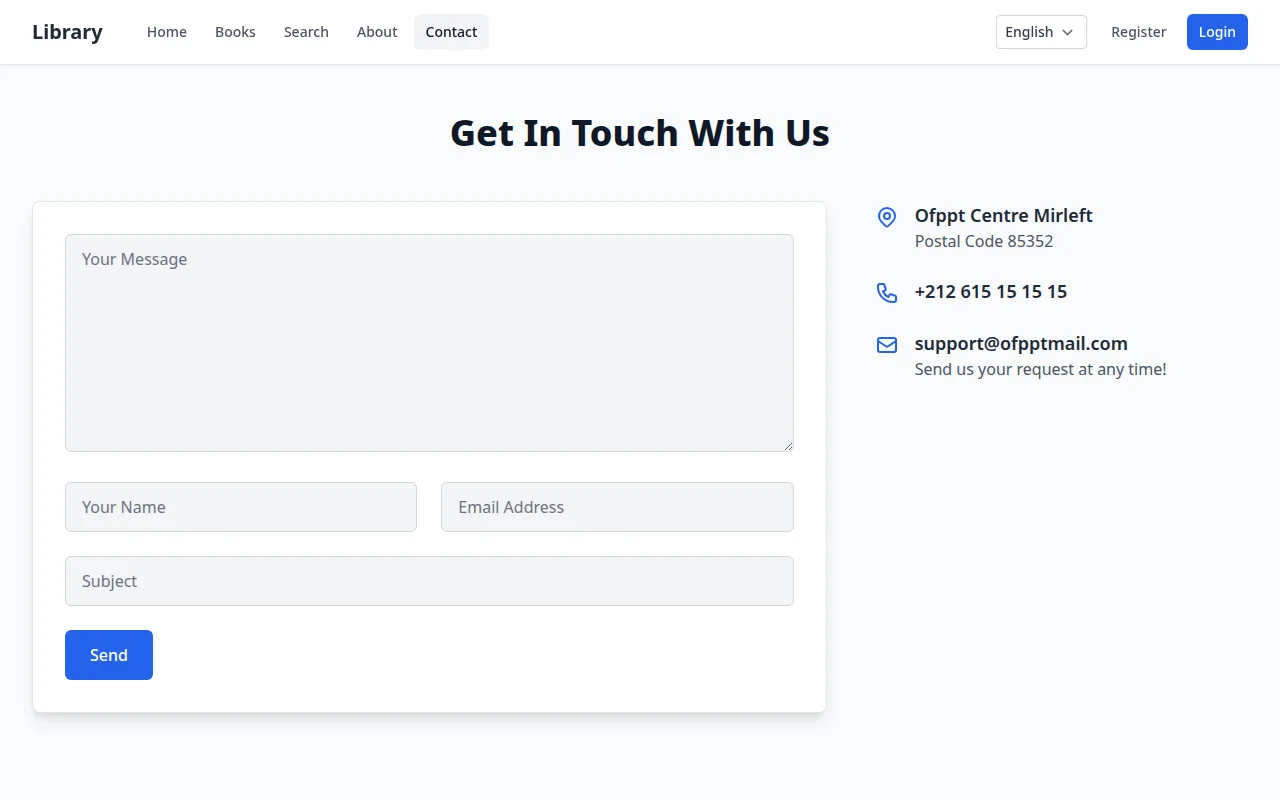 Library
Home
Books
Search
About
Contact
English
Register
Login
Get In Touch With Us
Your Message
Your Name
Email Address
Subject
Send
Ofppt Centre Mirleft
Postal Code 85352
+212 615 15 15 15
support@ofpptmail.com
Send us your request at any time!